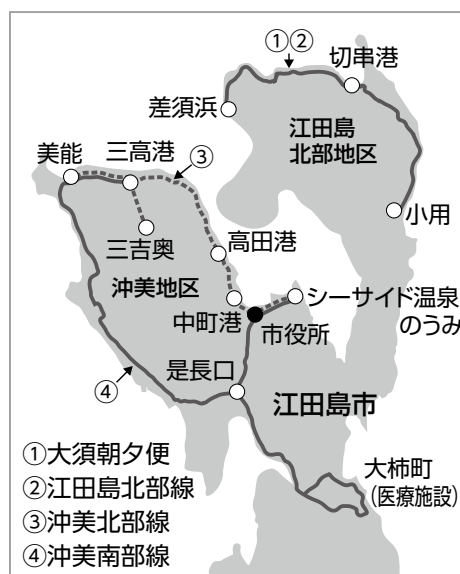 ①②
切串港
差須浜
江田島
北部地区
美能
三高港
③
小用
三吉奥
高田港
沖美地区
シーサイド温泉
のうみ
中町港
市役所
是長口
④
江田島市
大柿町
(医療施設)
①大須朝夕便
②江田島北部線
③沖美北部線
④沖美南部線